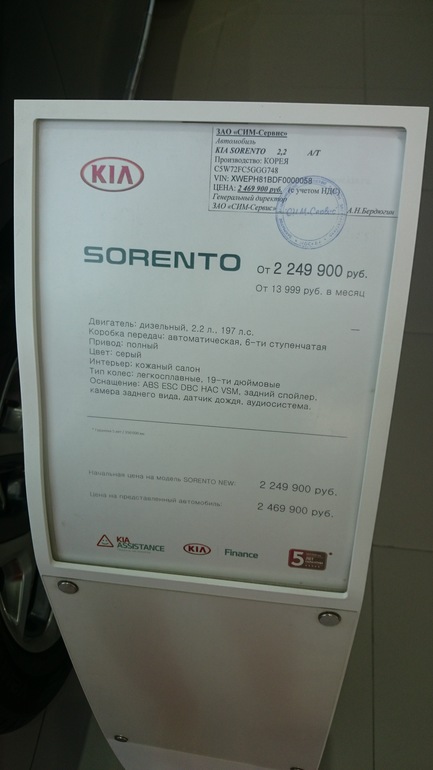 ЗАО «СИМ-Сервис»
Автомобиль
KIA SORENTO 2,2 А/Т
Производство: КОРЕЯ
C5W72FC5GGG748
VIN: XWEPH81BDF0000058
ЦЕНА: 2 469 900 руб. (с учетом НДС)
Генеральный директор
ЗАО «СИМ-Сервис» А.Н.Бердюгин
СИМ-Сервис
KIA
SORENTO от 2 249 900 руб.
От 13 999 руб. в месяц
Двигатель: дизельный, 2.2 л., 197 л.с.
Коробка передач: автоматическая, 6-ти ступенчатая
Привод: полный
Цвет: серый
Интерьер: кожаный салон
Тип колес: легкосплавные, 19-ти дюймовые
Оснащение: ABS ESC DBC HAC VSM, задний спойлер,
камера заднего вида, датчик дождя, аудиосистема.
Начальная цена на модель SORENTO NEW: 2 249 900 руб.
Цена на представленный автомобиль: 2 469 900 руб.
KIA ASSISTANCE KIA Finance 5